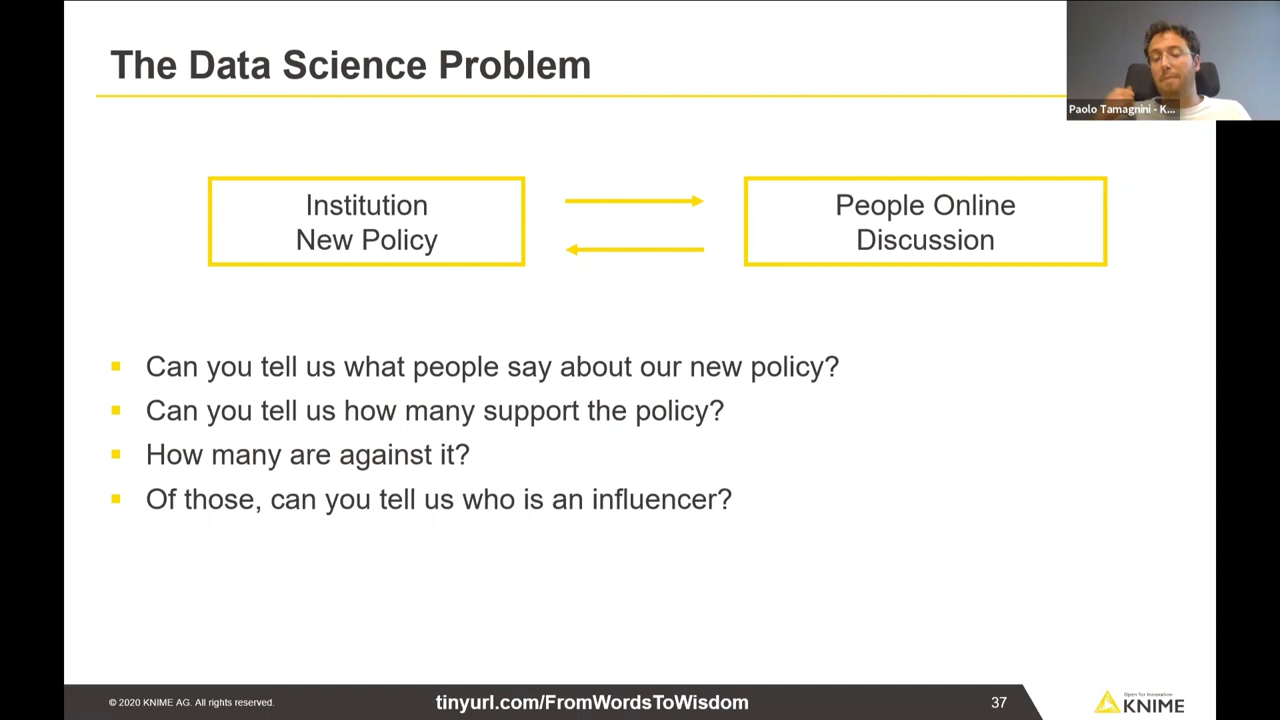 The Data Science Problem
Paolo Tamagnini - K...
Institution
New Policy
People Online
Discussion
Can you tell us what people say about our new policy?
Can you tell us how many support the policy?
How many are against it?
Of those, can you tell us who is an influencer?
© 2020 KNIME AG. All rights reserved.
tinyurl.com/FromWordsToWisdom
37
Open for Innovation
KNIME